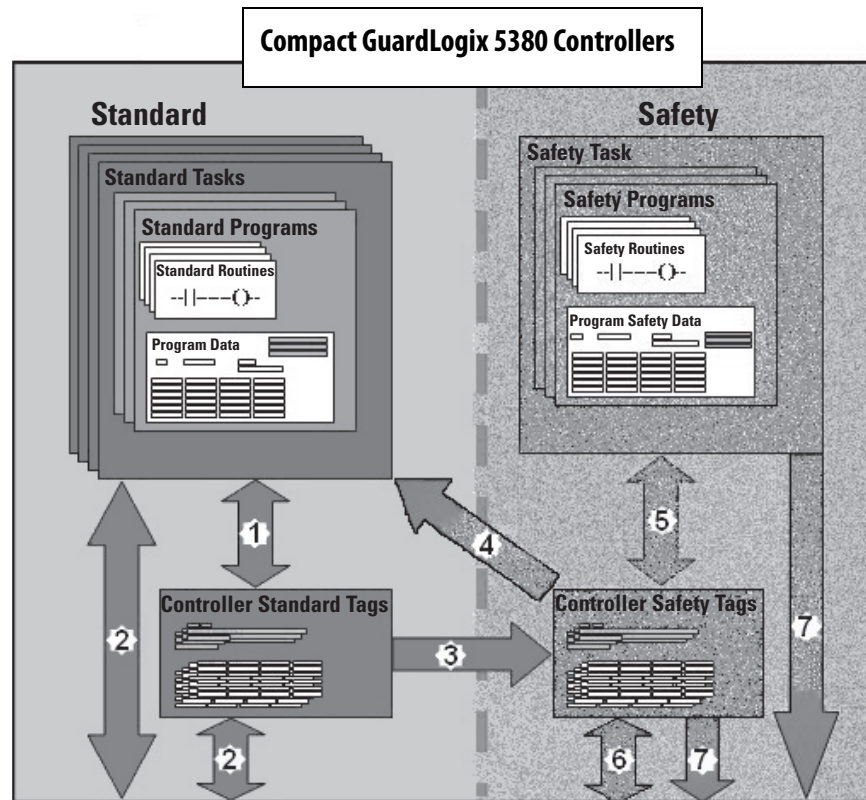 Compact GuardLogix 5380 Controllers
Standard
Safety
Standard Tasks
Standard Programs
Standard Routines
Program Data
Safety Task
Safety Programs
Safety Routines
Program Safety Data
1
5
4
2
Controller Standard Tags
3
Controller Safety Tags
7
2
6
7